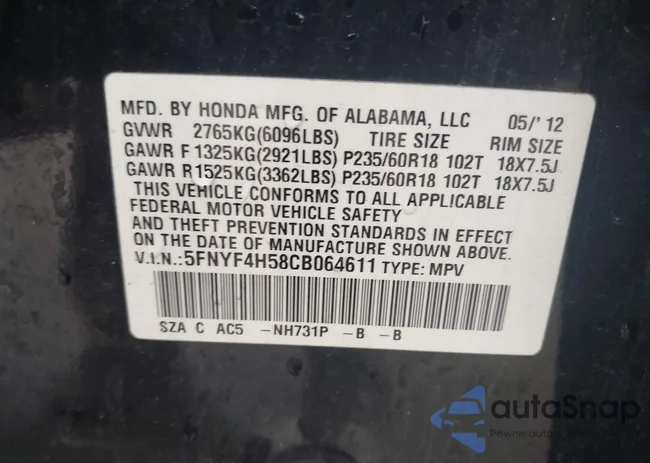 MFD. BY HONDA MFG. OF ALABAMA, LLC 05/'12
GVWR 2765KG(6096LBS) TIRE SIZE RIM SIZE
GAWR F 1325KG(2921LBS) P235/60R18 102T 18X7.5J
GAWR R 1525KG(3362LBS) P235/60R18 102T 18X7.5J
THIS VEHICLE CONFORMS TO ALL APPLICABLE
FEDERAL MOTOR VEHICLE SAFETY
AND THEFT PREVENTION STANDARDS IN EFFECT
ON THE DATE OF MANUFACTURE SHOWN ABOVE.
V.I.N.:5FNYF4H58CB064611 TYPE: MPV
SZA C AC5 -NH731P -B -B
autoSnap
Pewne auto